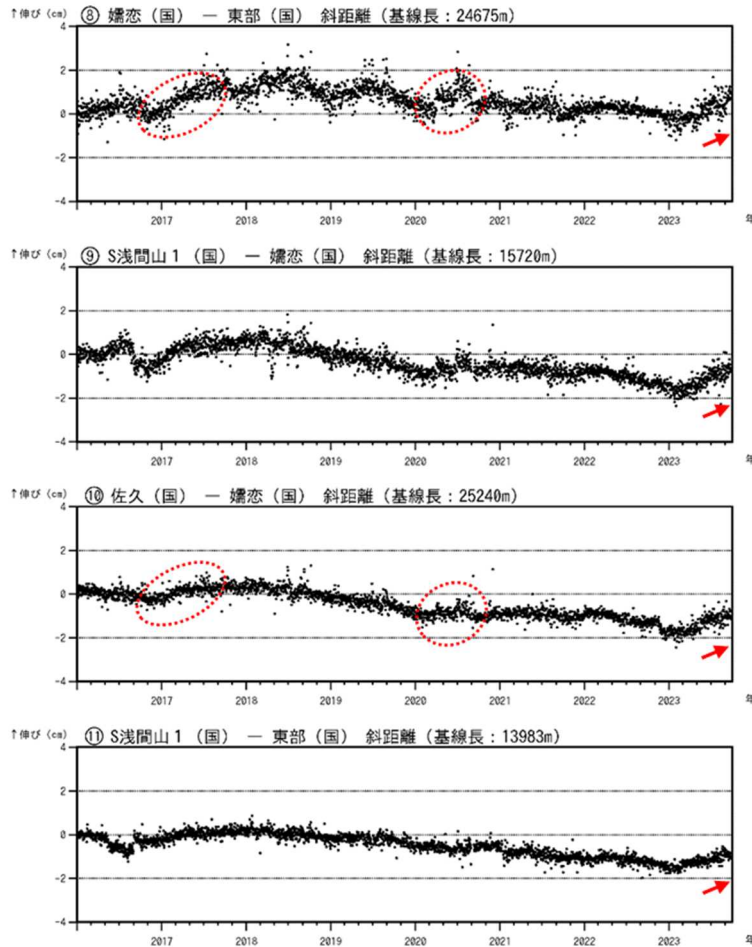 ↑伸び (cm) ⑧ 嬬恋（国） － 東部（国） 斜距離（基線長：24675m）
4
2
0
-2
-4
2017 2018 2019 2020 2021 2022 2023 年
↑伸び (cm) ⑨ S浅間山１（国） － 嬬恋（国） 斜距離（基線長：15720m）
4
2
0
-2
-4
2017 2018 2019 2020 2021 2022 2023 年
↑伸び (cm) ⑩ 佐久（国） － 嬬恋（国） 斜距離（基線長：25240m）
4
2
0
-2
-4
2017 2018 2019 2020 2021 2022 2023 年
↑伸び (cm) ⑪ S浅間山１（国） － 東部（国） 斜距離（基線長：13983m）
4
2
0
-2
-4
2017 2018 2019 2020 2021 2022 2023 年